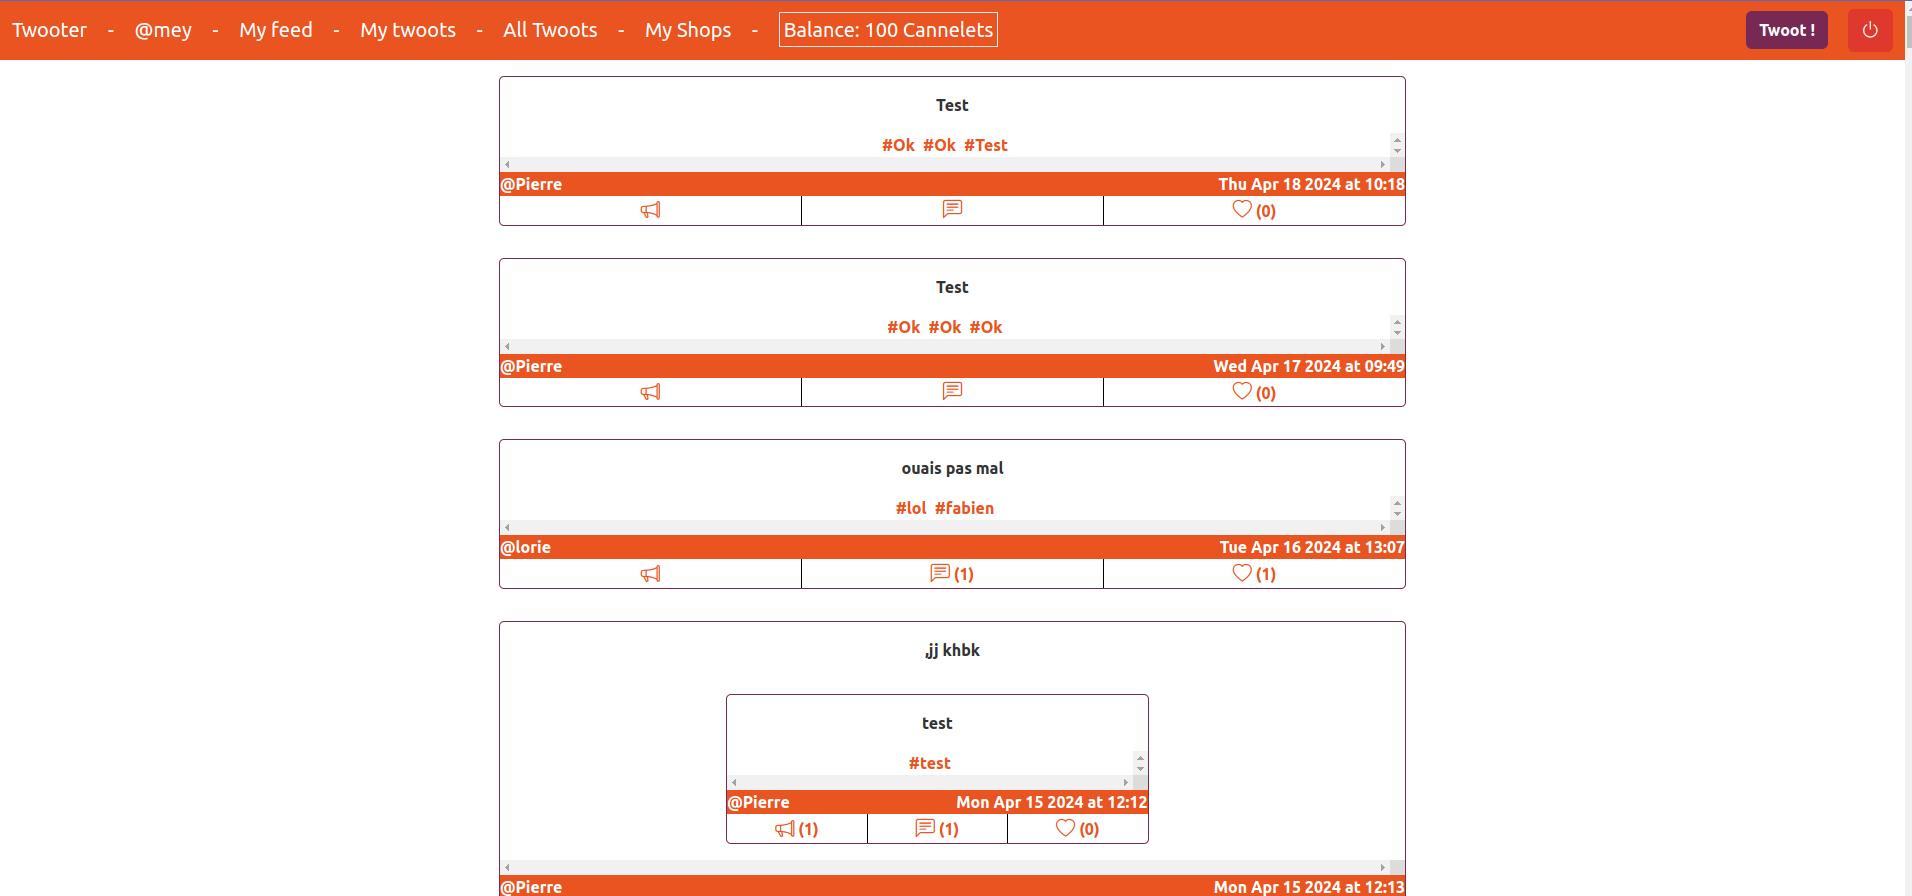 Twooter - @mey - My feed - My twoots - All Twoots - My Shops - Balance: 100 Cannelets Twoot !
Test
#Ok #Ok #Test
@Pierre Thu Apr 18 2024 at 10:18
(0)
Test
#Ok #Ok #Ok
@Pierre Wed Apr 17 2024 at 09:49
(0)
ouais pas mal
#lol #fabien
@lorie Tue Apr 16 2024 at 13:07
(1) (1)
,jj khbk
test
#test
@Pierre Mon Apr 15 2024 at 12:12
(1) (1) (0)
@Pierre Mon Apr 15 2024 at 12:13